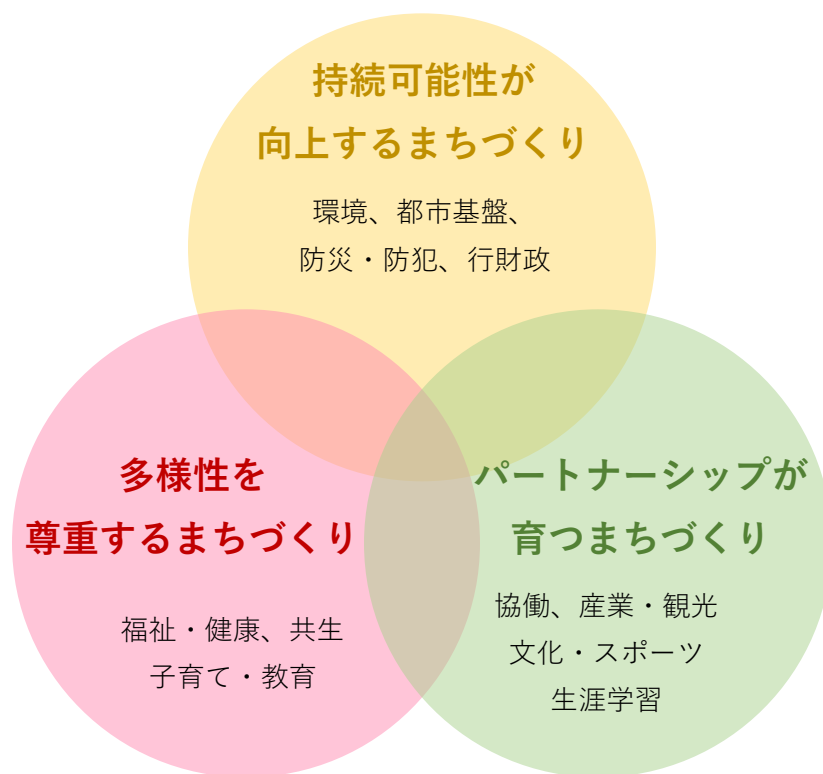 持続可能性が
向上するまちづくり
環境、都市基盤、
防災・防犯、行財政
多様性を
尊重するまちづくり
福祉・健康、共生
子育て・教育
パートナーシップが
育つまちづくり
協働、産業・観光
文化・スポーツ
生涯学習